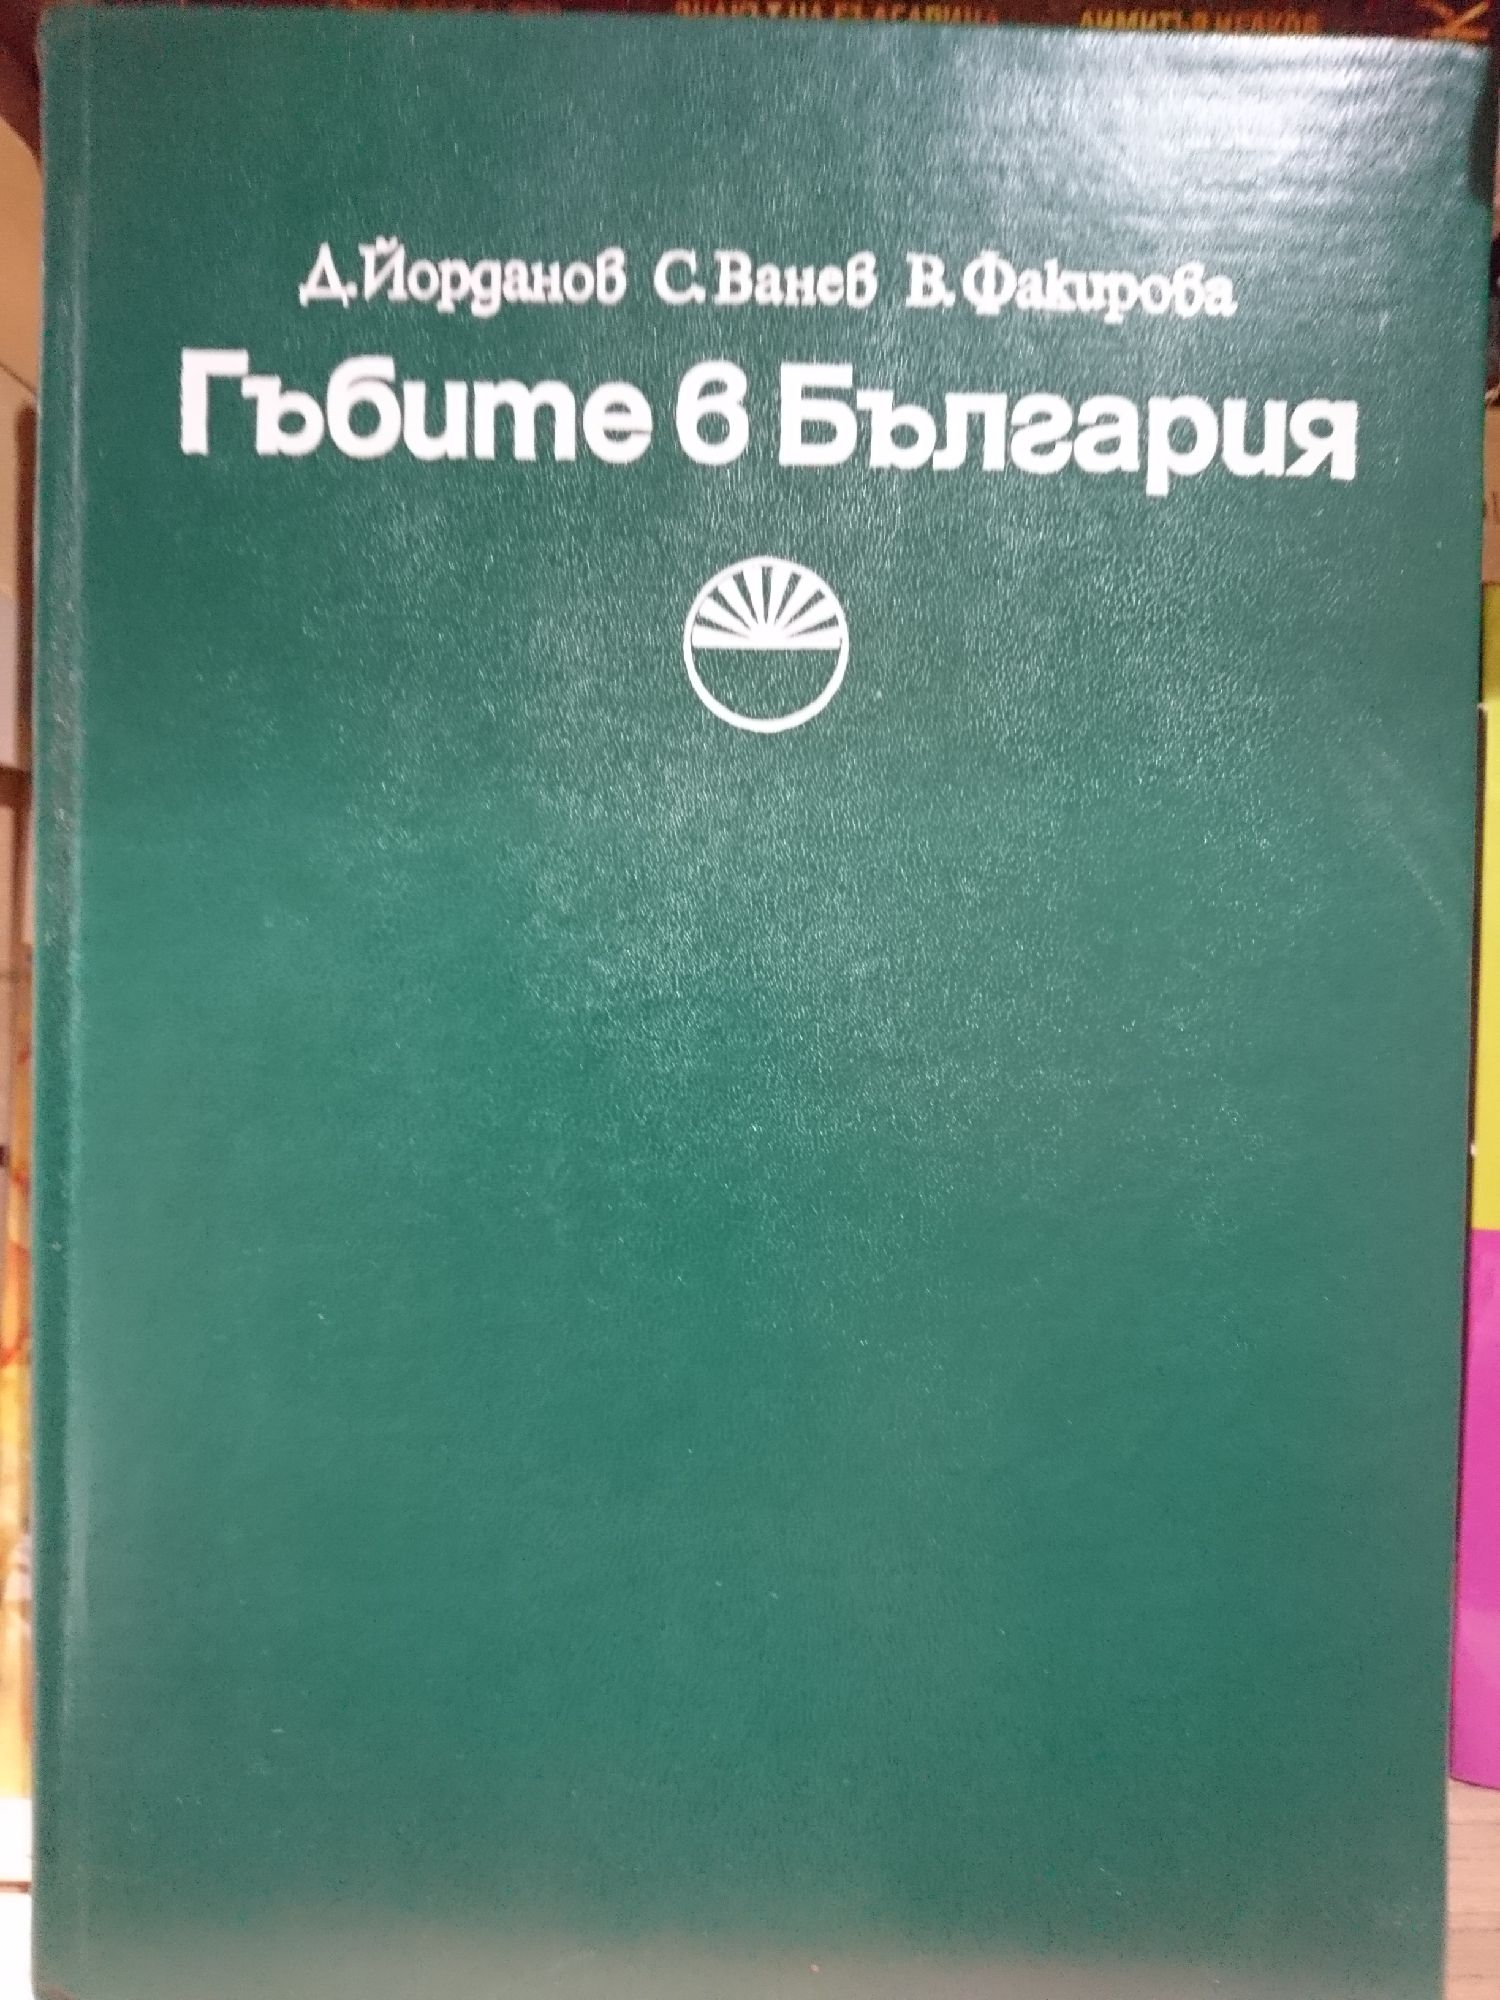 Д. Йорданов С. Ванев В. Факирова
Гъбите в България